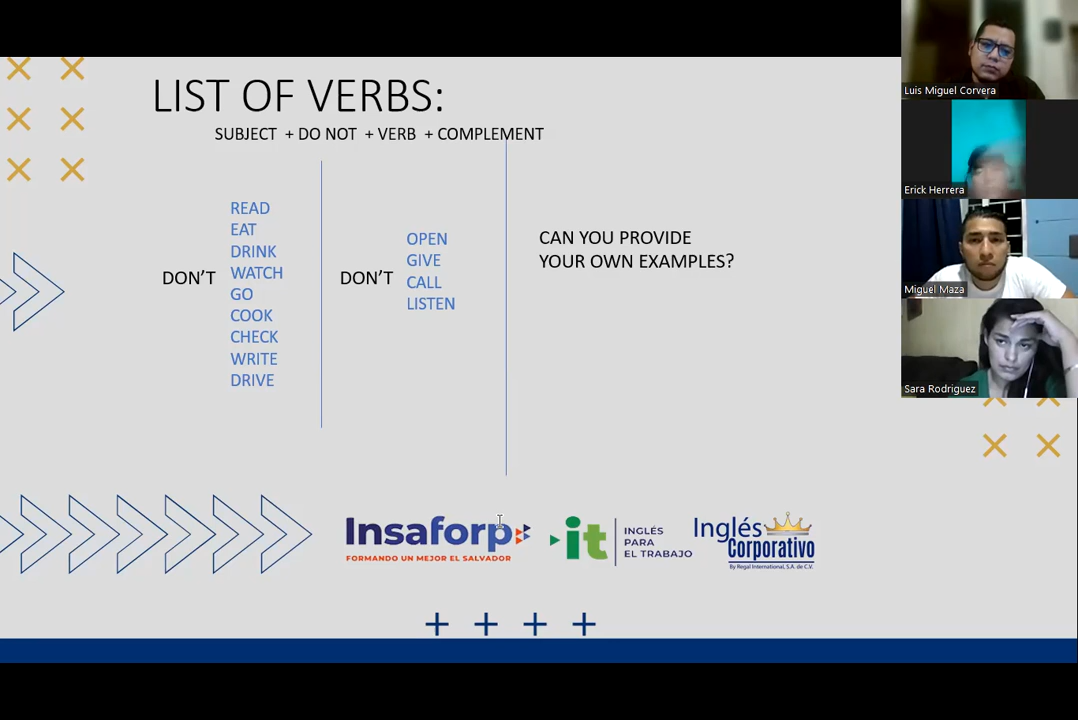 LIST OF VERBS:
SUBJECT + DO NOT + VERB + COMPLEMENT
DON'T
READ
EAT
DRINK
WATCH
GO
COOK
CHECK
WRITE
DRIVE
DON'T
OPEN
GIVE
CALL
LISTEN
CAN YOU PROVIDE
YOUR OWN EXAMPLES?
Insaforp
FORMANDO UN MEJOR EL SALVADOR
it
INGLÉS
PARA
EL TRABAJO
Inglés
Corporativo
By Regal International, S.A. de C.V.
Luis Miguel Corvera
Erick Herrera
Miguel Maza
Sara Rodriguez